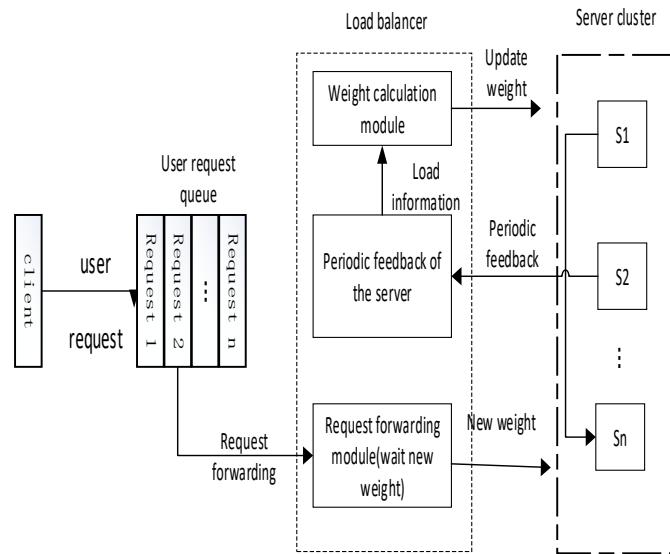 Load balancer
Server cluster
Weight calculation
module
Update
weight
S1
User request
queue
Load
information
client
user
request
Request 1
Request 2
...
Request n
Periodic feedback of
the server
Periodic
feedback
S2
...
Request
forwarding
Request forwarding
module(wait new
weight)
New weight
Sn